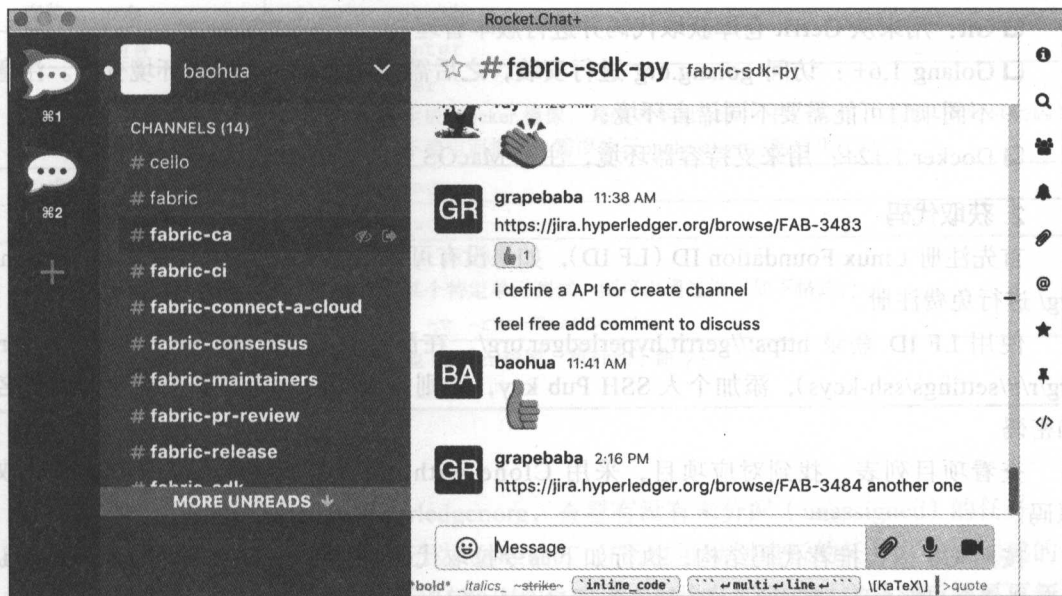 Rocket.Chat+
baohua
⌘1
⌘2
CHANNELS (14)
# cello
# fabric
# fabric-ca
# fabric-ci
# fabric-connect-a-cloud
# fabric-consensus
# fabric-maintainers
# fabric-pr-review
# fabric-release
MORE UNREADS ↓
# fabric-sdk-py fabric-sdk-py
grapebaba 11:38 AM
GR
https://jira.hyperledger.org/browse/FAB-3483
1
i define a API for create channel
feel free add comment to discuss
baohua 11:41 AM
BA
grapebaba 2:16 PM
GR
https://jira.hyperledger.org/browse/FAB-3484 another one
Message
*bold* _italics_ ~strike~ `inline_code` ```↵multi↵line↵``` \[KaTeX\] >quote